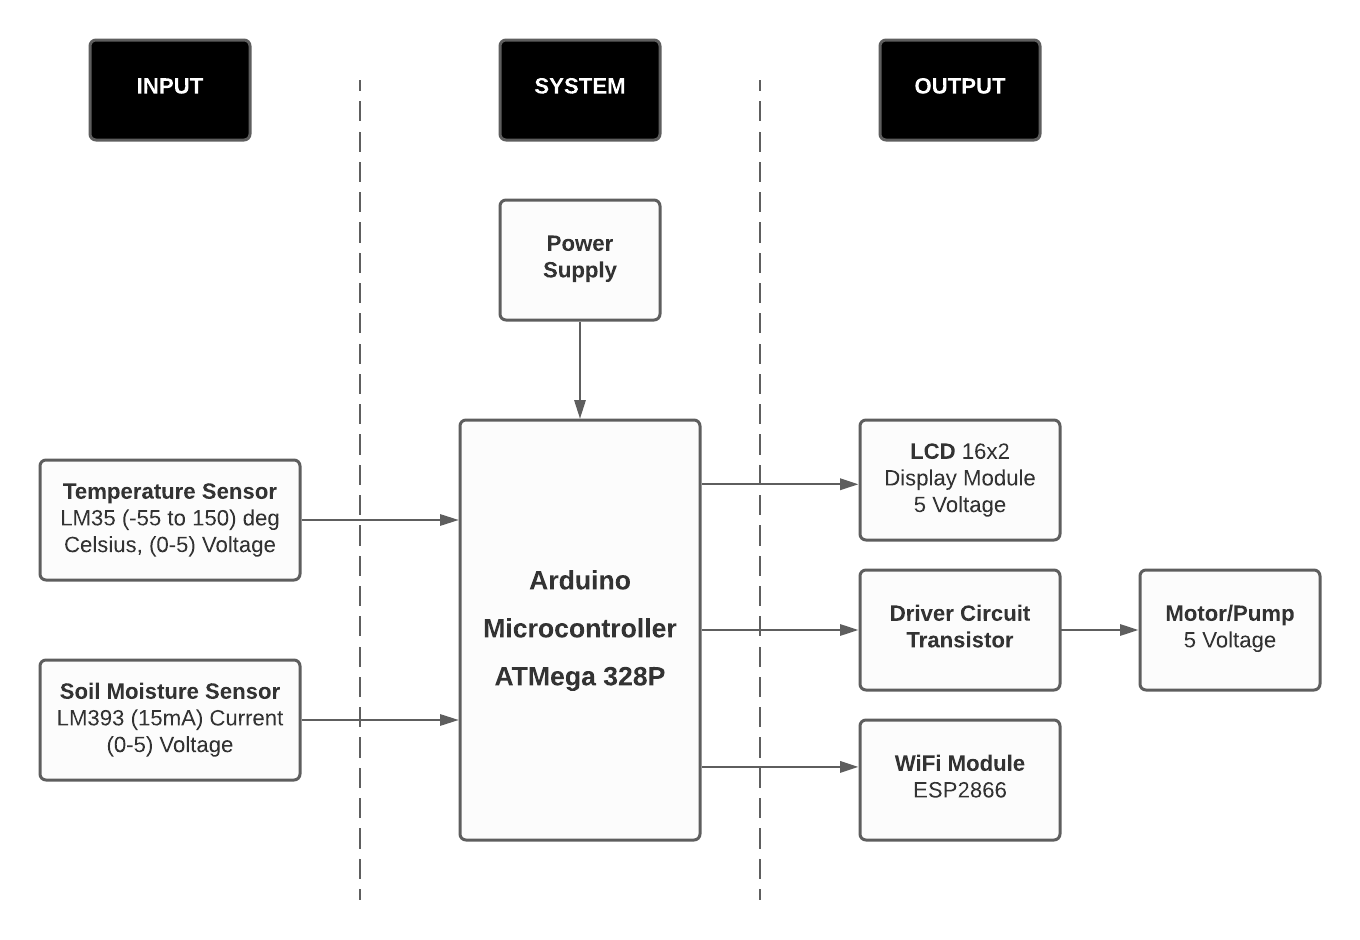 INPUT
SYSTEM
OUTPUT
Power
Supply
Temperature Sensor
LM35 (-55 to 150) deg
Celsius, (0-5) Voltage
Soil Moisture Sensor
LM393 (15mA) Current
(0-5) Voltage
Arduino
Microcontroller
ATMega 328P
LCD 16x2
Display Module
5 Voltage
Driver Circuit
Transistor
Motor/Pump
5 Voltage
WiFi Module
ESP2866